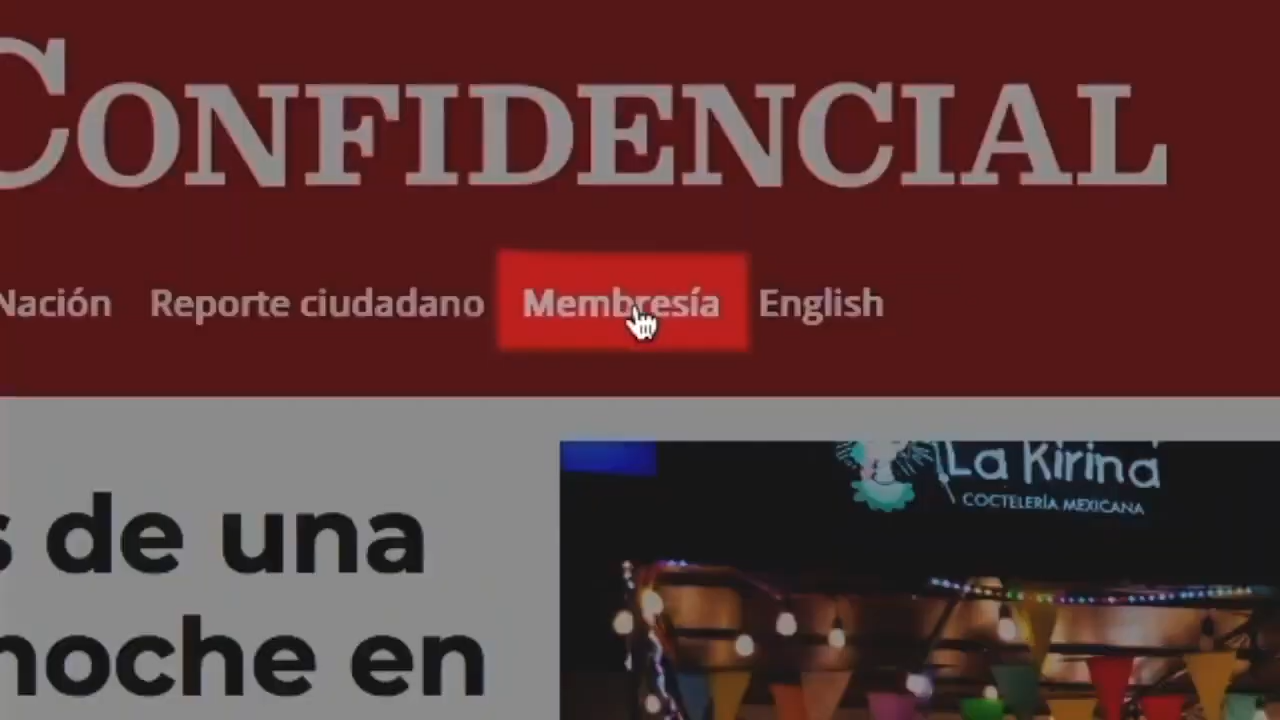 CONFIDENCIAL
Nación Reporte ciudadano Membresía English
La Kirina
COCTELERÍA MEXICANA
de una
noche en